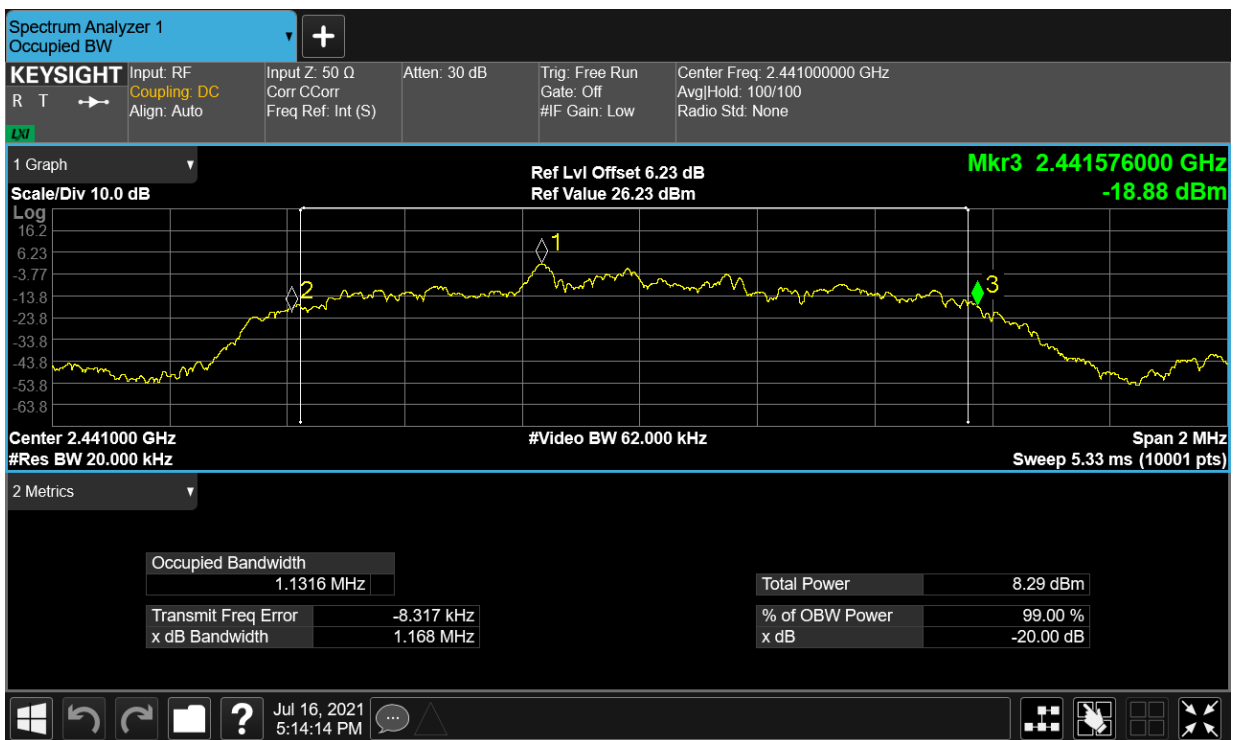 Spectrum Analyzer 1
Occupied BW
KEYSIGHT
R T
LXI
Input: RF
Coupling: DC
Align: Auto
Input Z: 50 Ω
Corr CCorr
Freq Ref: Int (S)
Atten: 30 dB
Trig: Free Run
Gate: Off
#IF Gain: Low
Center Freq: 2.441000000 GHz
Avg|Hold: 100/100
Radio Std: None
1 Graph
Scale/Div 10.0 dB
Ref Lvl Offset 6.23 dB
Ref Value 26.23 dBm
Mkr3 2.441576000 GHz
-18.88 dBm
Log
16.2
6.23
-3.77
-13.8
-23.8
-33.8
-43.8
-53.8
-63.8
1
2
3
Center 2.441000 GHz
#Res BW 20.000 kHz
#Video BW 62.000 kHz
Span 2 MHz
Sweep 5.33 ms (10001 pts)
2 Metrics
Occupied Bandwidth
1.1316 MHz
Transmit Freq Error -8.317 kHz
x dB Bandwidth 1.168 MHz
Total Power 8.29 dBm
% of OBW Power 99.00 %
x dB -20.00 dB
?
Jul 16, 2021
5:14:14 PM